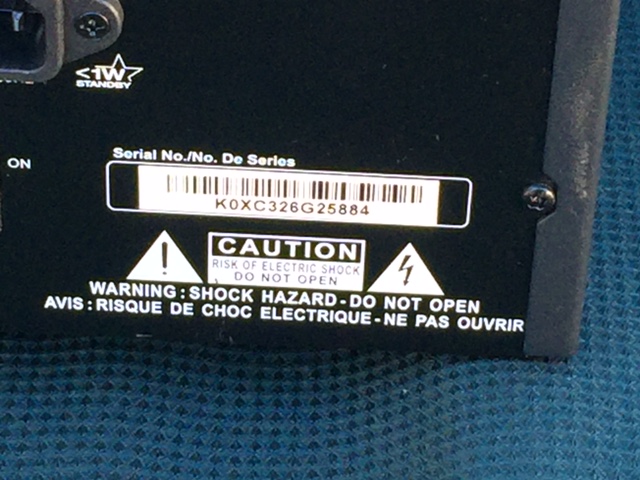 <1W
STANDBY
ON
Serial No./No. De Series
K0XC326G25884
CAUTION
RISK OF ELECTRIC SHOCK
DO NOT OPEN
WARNING : SHOCK HAZARD - DO NOT OPEN
AVIS : RISQUE DE CHOC ELECTRIQUE - NE PAS OUVRIR